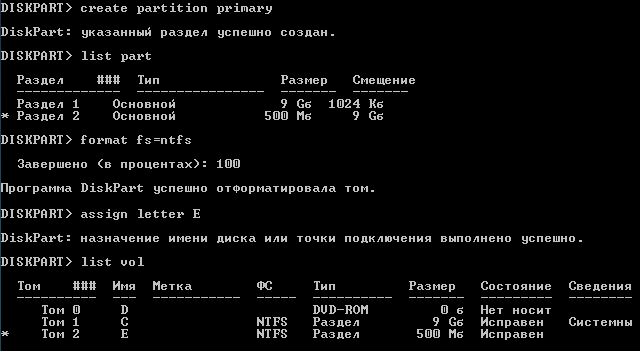 DISKPART> create partition primary
DiskPart: указанный раздел успешно создан.
DISKPART> list part
Раздел ### Тип Размер Смещение
------------- ---------------- ------- -------
Раздел 1 Основной 9 Gб 1024 Kб
* Раздел 2 Основной 500 Mб 9 Gб
DISKPART> format fs=ntfs
Завершено (в процентах): 100
Программа DiskPart успешно отформатировала том.
DISKPART> assign letter E
DiskPart: назначение имени диска или точки подключения выполнено успешно.
DISKPART> list vol
Том ### Имя Метка ФС Тип Размер Состояние Сведения
---------- --- ----------- ----- ---------- ------- --------- --------
Том 0 D DVD-ROM 0 б Нет носит
Том 1 C NTFS Раздел 9 Gб Исправен Системны
* Том 2 E NTFS Раздел 500 Mб Исправен